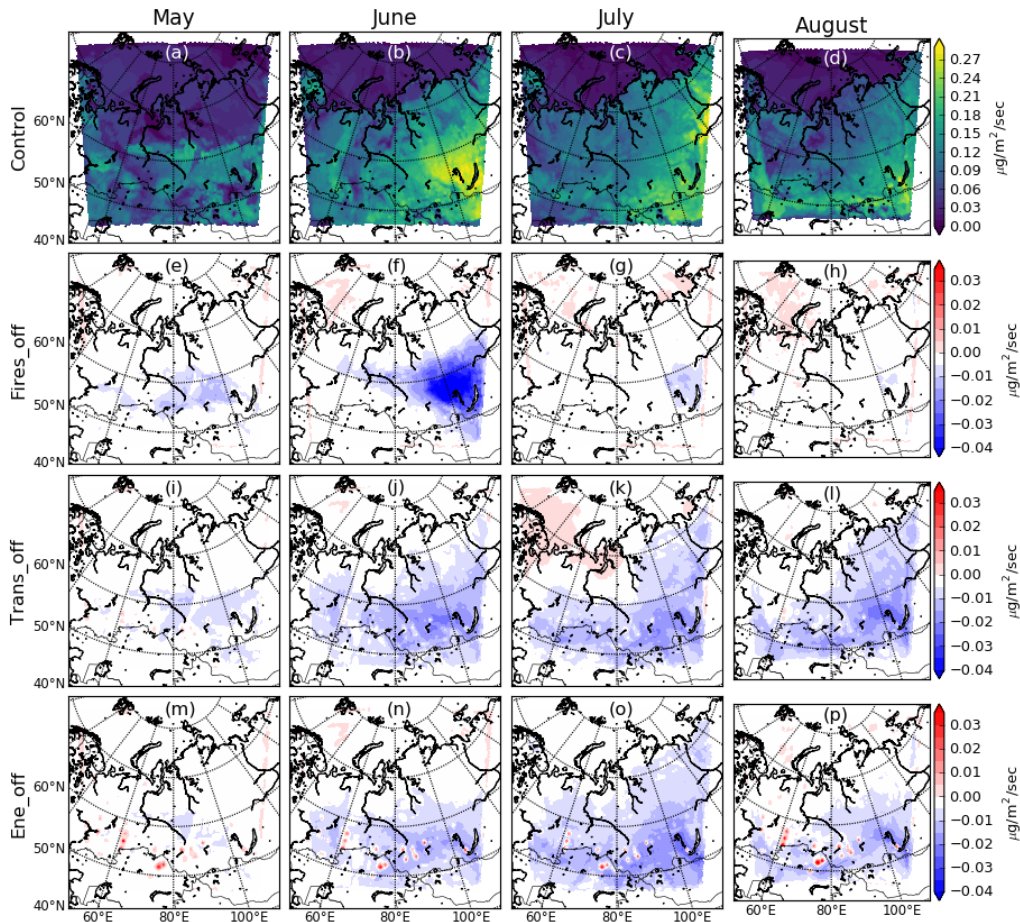 May June July August
Control (a) (b) (c) (d)
60°N
50°N
40°N
0.27
0.24
0.21
0.18
0.15
0.12
0.09
0.06
0.03
0.00
μg/m²/sec
Fires_off (e) (f) (g) (h)
60°N
50°N
40°N
0.03
0.02
0.01
0.00
−0.01
−0.02
−0.03
−0.04
μg/m²/sec
Trans_off (i) (j) (k) (l)
60°N
50°N
40°N
0.03
0.02
0.01
0.00
−0.01
−0.02
−0.03
−0.04
μg/m²/sec
Ene_off (m) (n) (o) (p)
60°N
50°N
40°N
0.03
0.02
0.01
0.00
−0.01
−0.02
−0.03
−0.04
μg/m²/sec
60°E 80°E 100°E 60°E 80°E 100°E 60°E 80°E 100°E 60°E 80°E 100°E